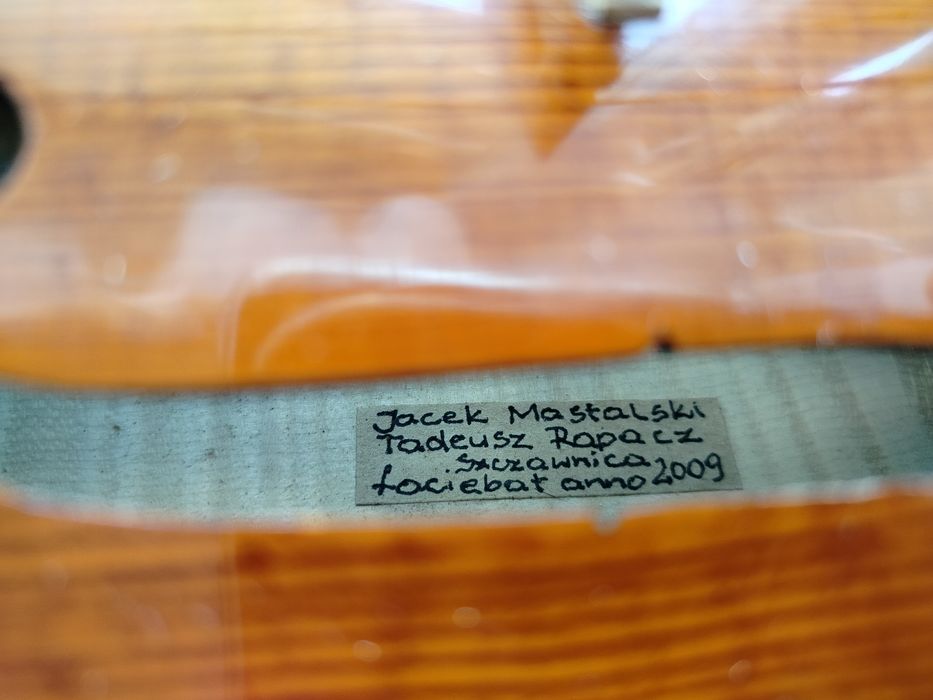 Jacek Mastalski
Tadeusz Rapacz
Szczawnica
faciebat anno 2009